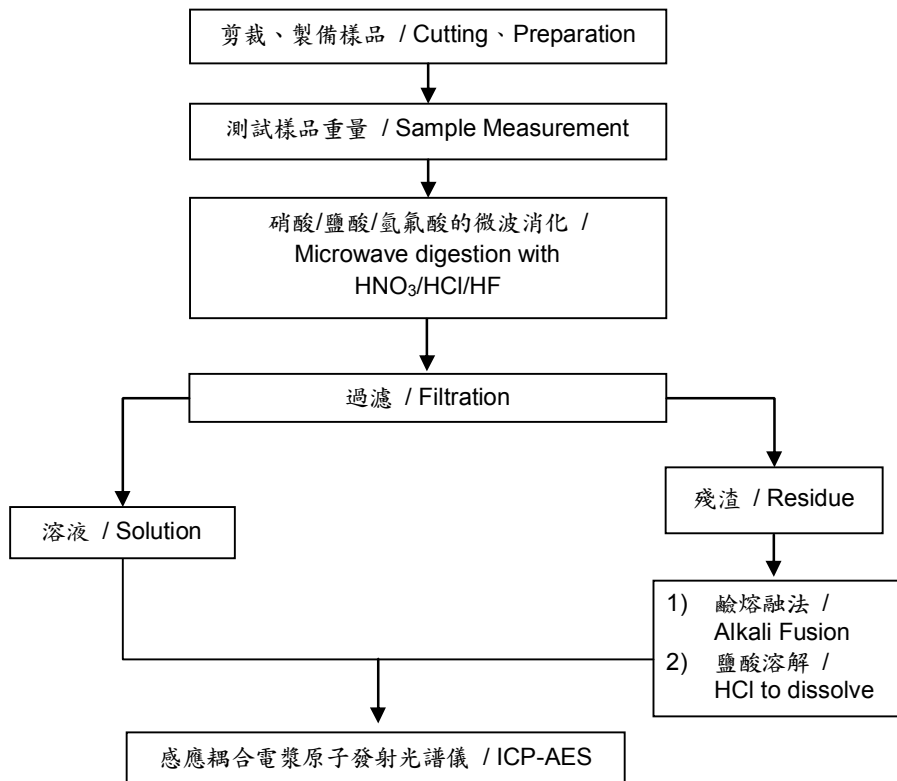 剪裁、製備樣品 / Cutting、Preparation
測試樣品重量 / Sample Measurement
硝酸/鹽酸/氫氟酸的微波消化 /
Microwave digestion with
HNO₃/HCl/HF
過濾 / Filtration
溶液 / Solution
殘渣 / Residue
1) 鹼熔融法 /
Alkali Fusion
2) 鹽酸溶解 /
HCl to dissolve
感應耦合電漿原子發射光譜儀 / ICP-AES